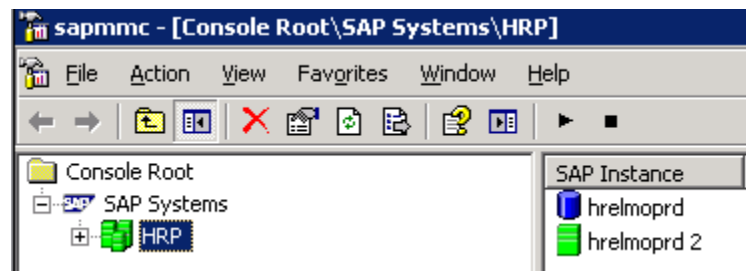 sapmmc - [Console Root\SAP Systems\HRP]
File Action View Favorites Window Help
Console Root
SAP SAP Systems
HRP
SAP Instance
hrelmoprd
hrelmoprd 2